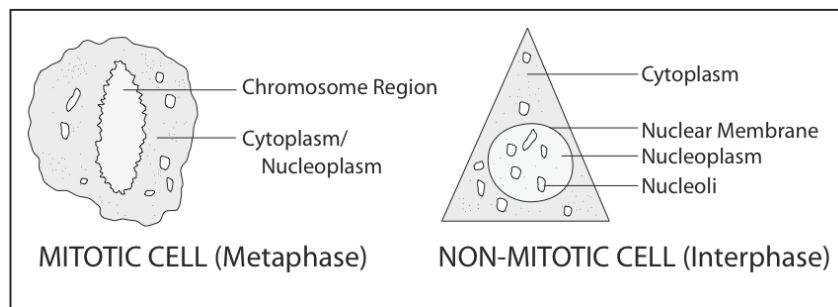 Chromosome Region
Cytoplasm/
Nucleoplasm
MITOTIC CELL (Metaphase)
Cytoplasm
Nuclear Membrane
Nucleoplasm
Nucleoli
NON-MITOTIC CELL (Interphase)